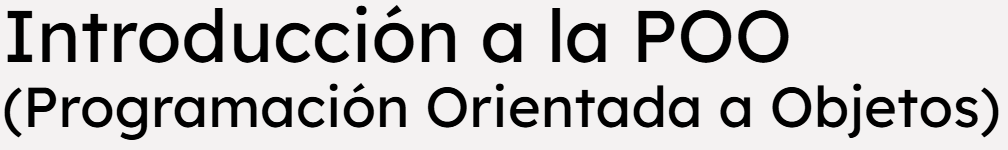 Introducción a la POO
(Programación Orientada a Objetos)